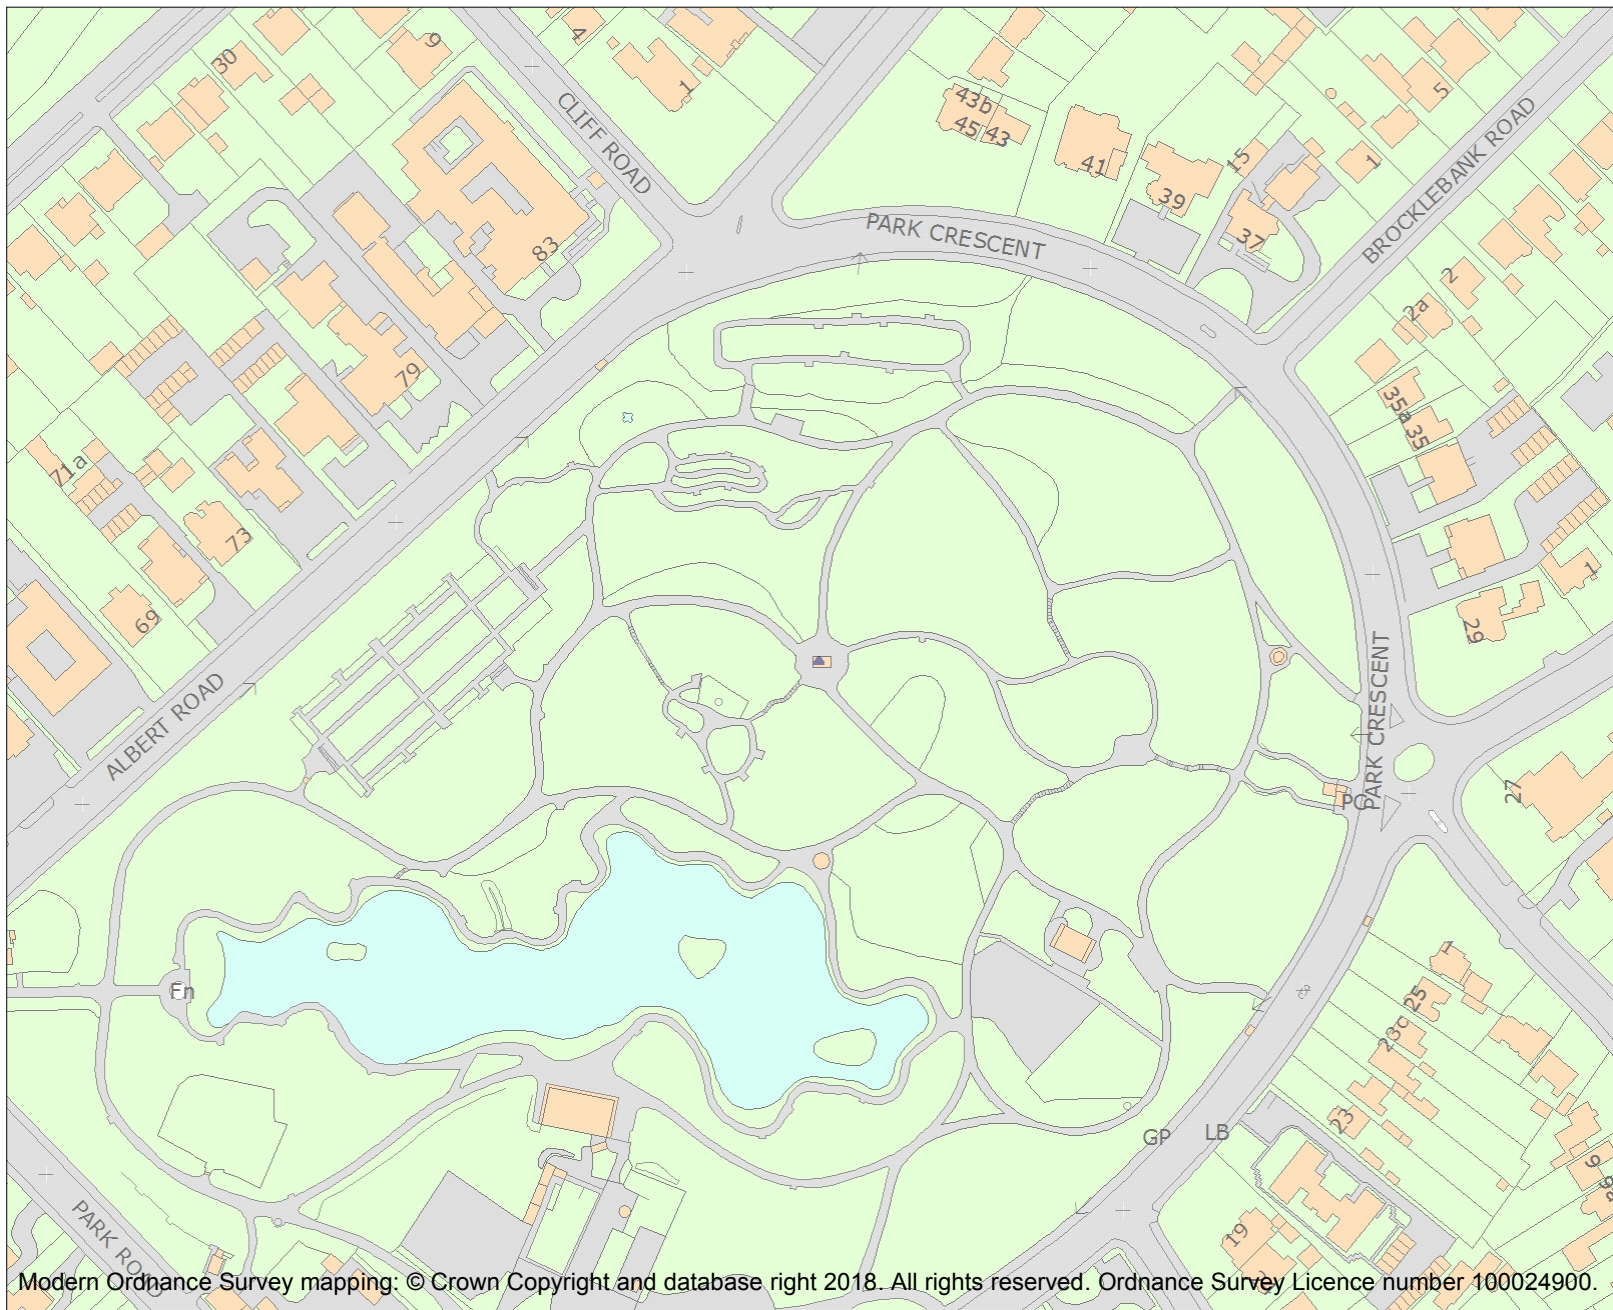 30
9
4
1
CLIFF ROAD
43b
45
43
41
39
15
37
1
5
BROCKLEBANK ROAD
PARK CRESCENT
83
2
2a
79
35a
35
71a
73
69
1
29
ALBERT ROAD
PARK CRESCENT
PC
27
Fn
1
25
23c
23
GP
LB
9
19
PARK ROAD
Modern Ordnance Survey mapping: © Crown Copyright and database right 2018. All rights reserved. Ordnance Survey Licence number 100024900.